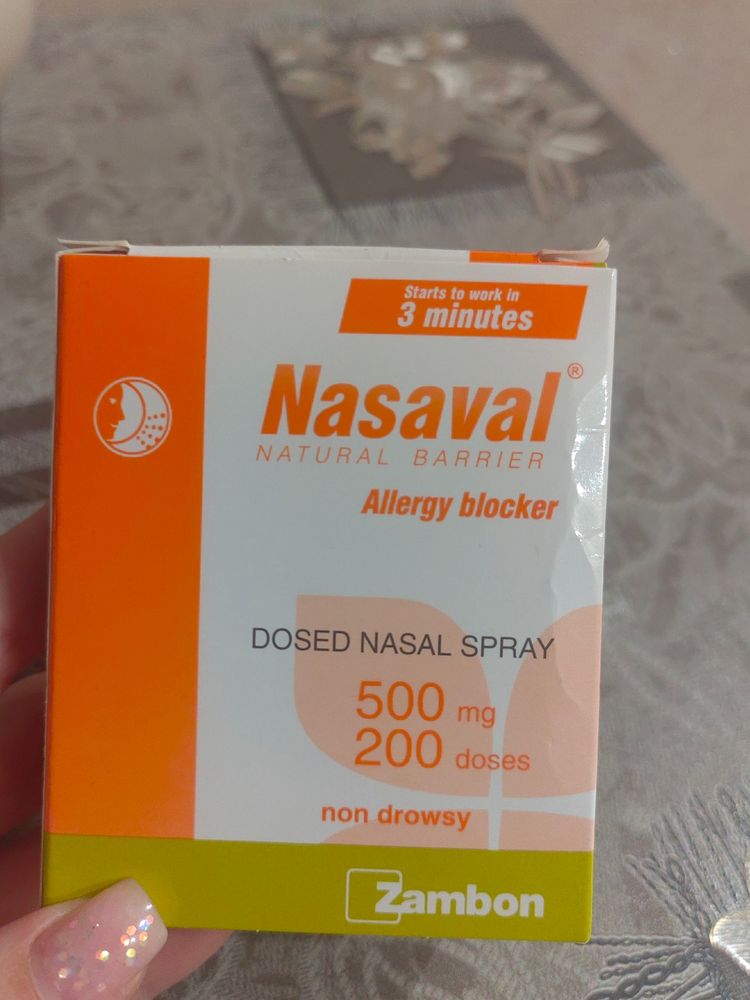 Starts to work in
3 minutes
Nasaval®
NATURAL BARRIER
Allergy blocker
DOSED NASAL SPRAY
500 mg
200 doses
non drowsy
Zambon